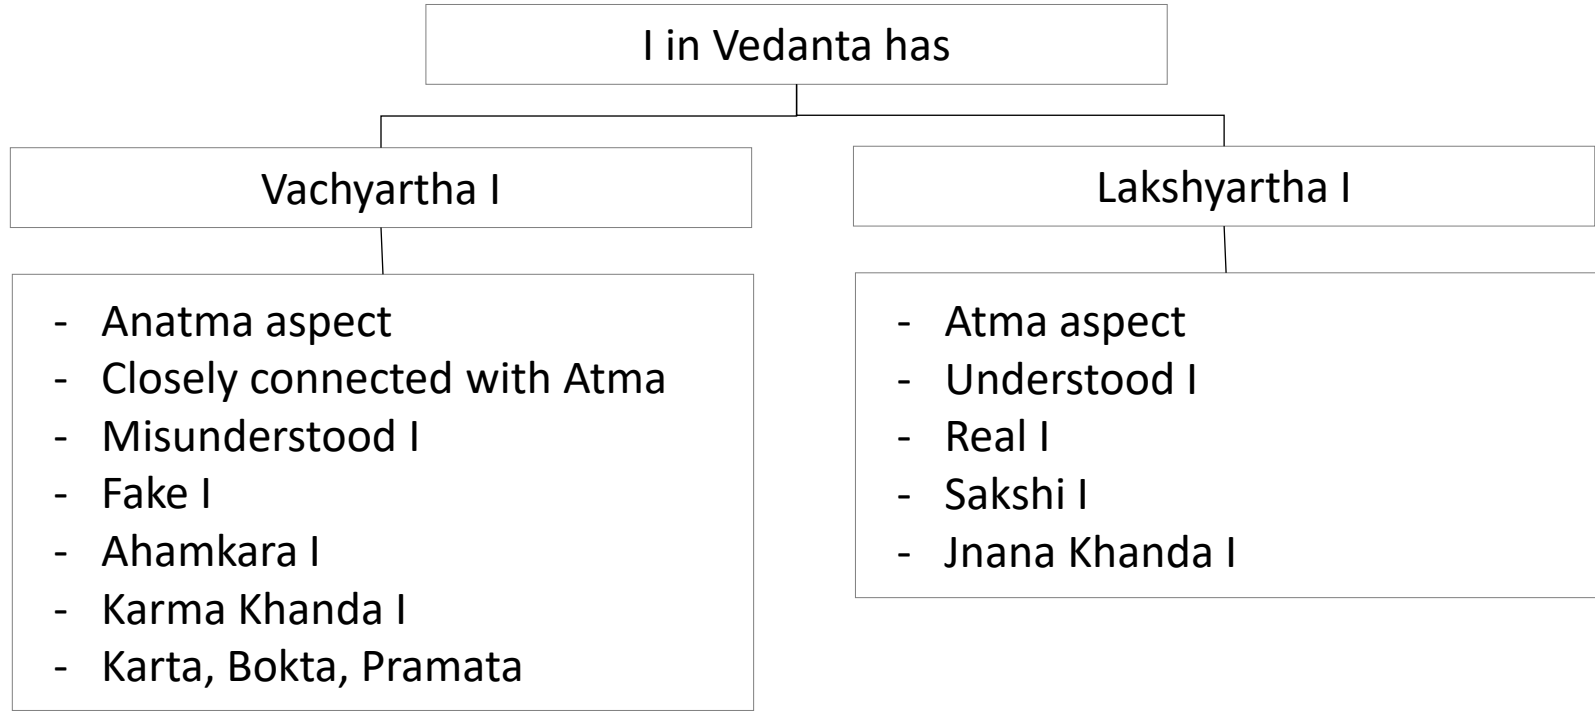 I in Vedanta has
Vachyartha I
Lakshyartha I
- Anatma aspect
- Closely connected with Atma
- Misunderstood I
- Fake I
- Ahamkara I
- Karma Khanda I
- Karta, Bokta, Pramata
- Atma aspect
- Understood I
- Real I
- Sakshi I
- Jnana Khanda I